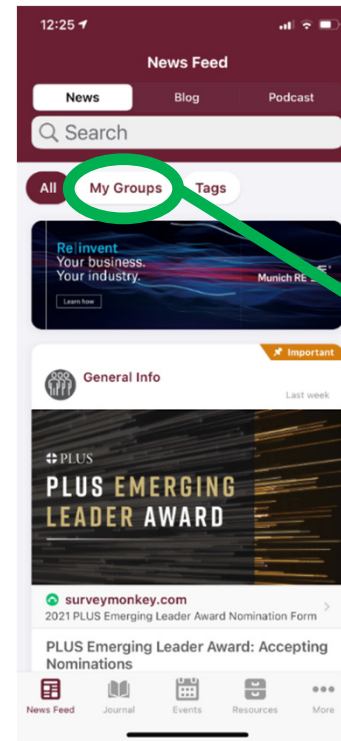 12:25
News Feed
News Blog Podcast
Search
All My Groups Tags
Re|invent
Your business.
Your industry.
Munich RE
Learn how
Important
General Info
Last week
PLUS
PLUS EMERGING
LEADER AWARD
surveymonkey.com
2021 PLUS Emerging Leader Award Nomination Form
PLUS Emerging Leader Award: Accepting
Nominations
News Feed Journal Events Resources More